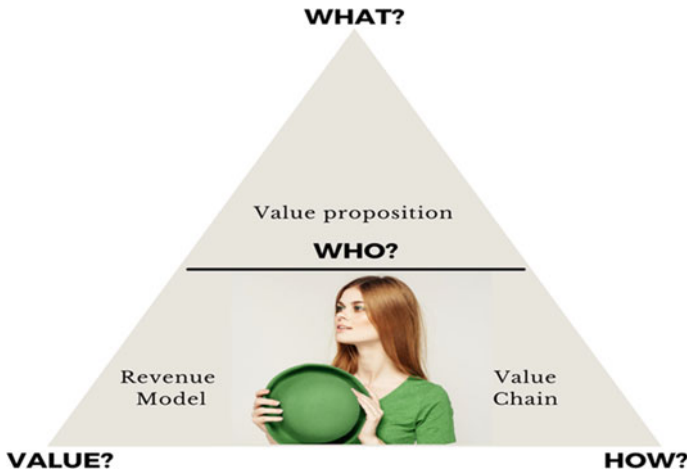 WHAT?
Value proposition
WHO?
Revenue
Model
Value
Chain
VALUE?
HOW?